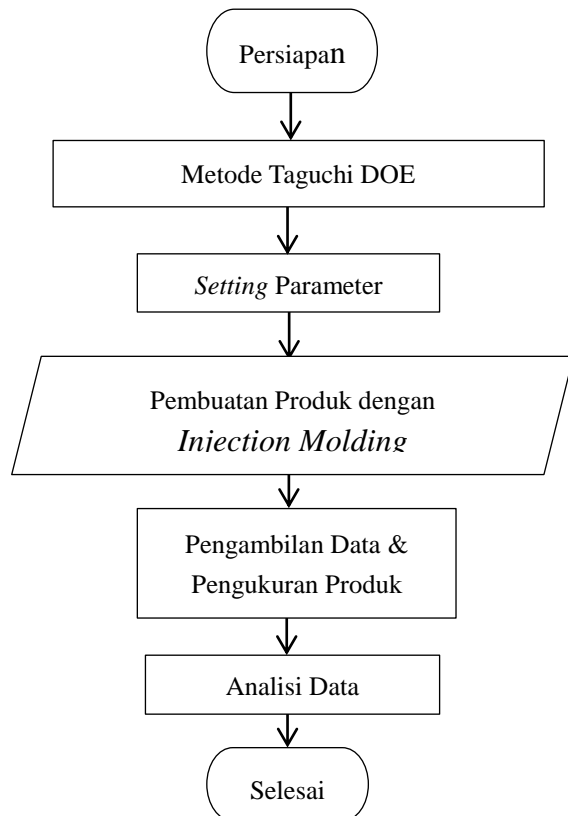 Persiapan
Metode Taguchi DOE
Setting Parameter
Pembuatan Produk dengan
Injection Molding
Pengambilan Data &
Pengukuran Produk
Analisi Data
Selesai